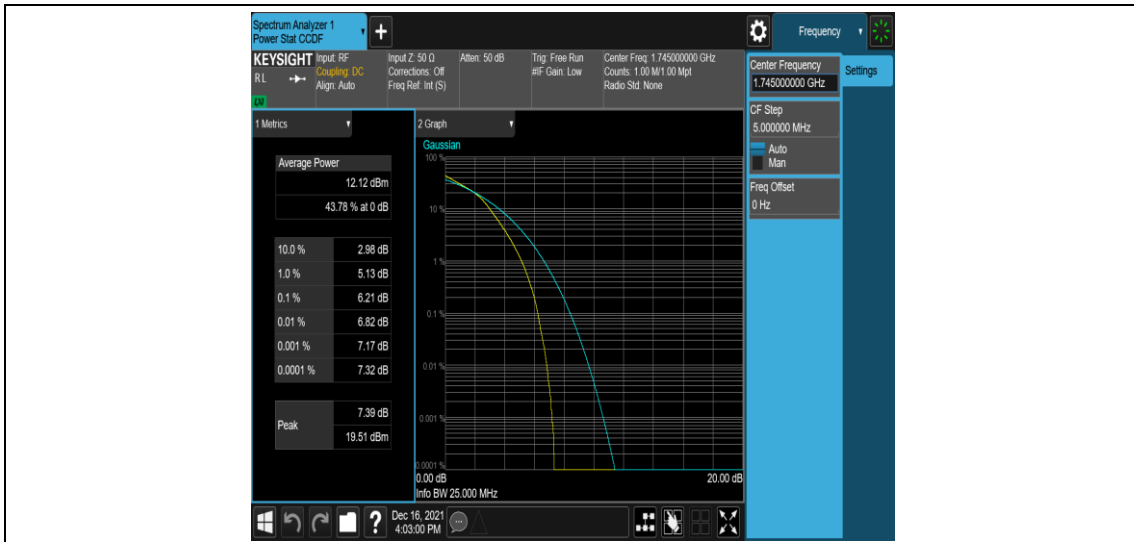 Spectrum Analyzer 1
Power Stat CCDF
Frequency
KEYSIGHT
RL
LXI
Input: RF
Coupling: DC
Align: Auto
Input Z: 50 Ω
Corrections: Off
Freq Ref: Int (S)
Atten: 50 dB
Trig: Free Run
#IF Gain: Low
Center Freq: 1.745000000 GHz
Counts: 1.00 M/1.00 Mpt
Radio Std: None
Center Frequency
1.745000000 GHz
Settings
CF Step
5.000000 MHz
Auto
Man
Freq Offset
0 Hz
1 Metrics
Average Power
12.12 dBm
43.78 % at 0 dB
10.0 % 2.98 dB
1.0 % 5.13 dB
0.1 % 6.21 dB
0.01 % 6.82 dB
0.001 % 7.17 dB
0.0001 % 7.32 dB
Peak
7.39 dB
19.51 dBm
2 Graph
Gaussian
100 %
10 %
1 %
0.1 %
0.01 %
0.001 %
0.0001 %
0.00 dB 20.00 dB
Info BW 25.000 MHz
Dec 16, 2021
4:03:00 PM